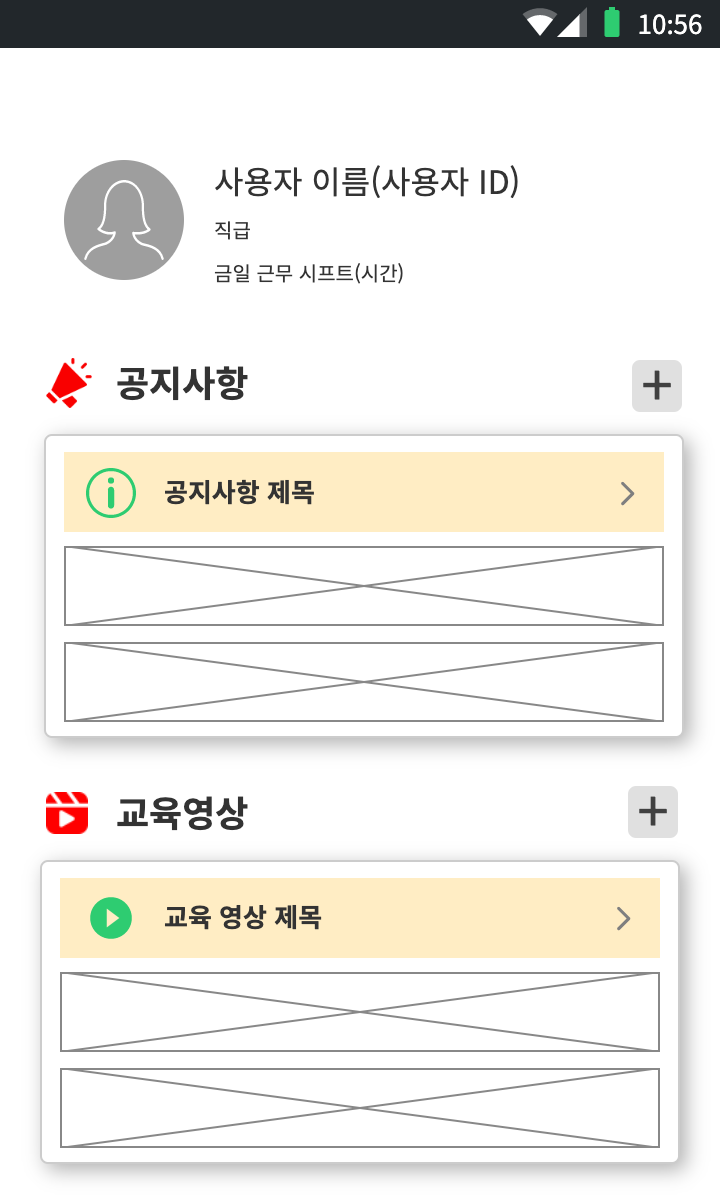 10:56
사용자 이름(사용자 ID)
직급
금일 근무 시프트(시간)
공지사항
공지사항 제목
교육영상
교육 영상 제목